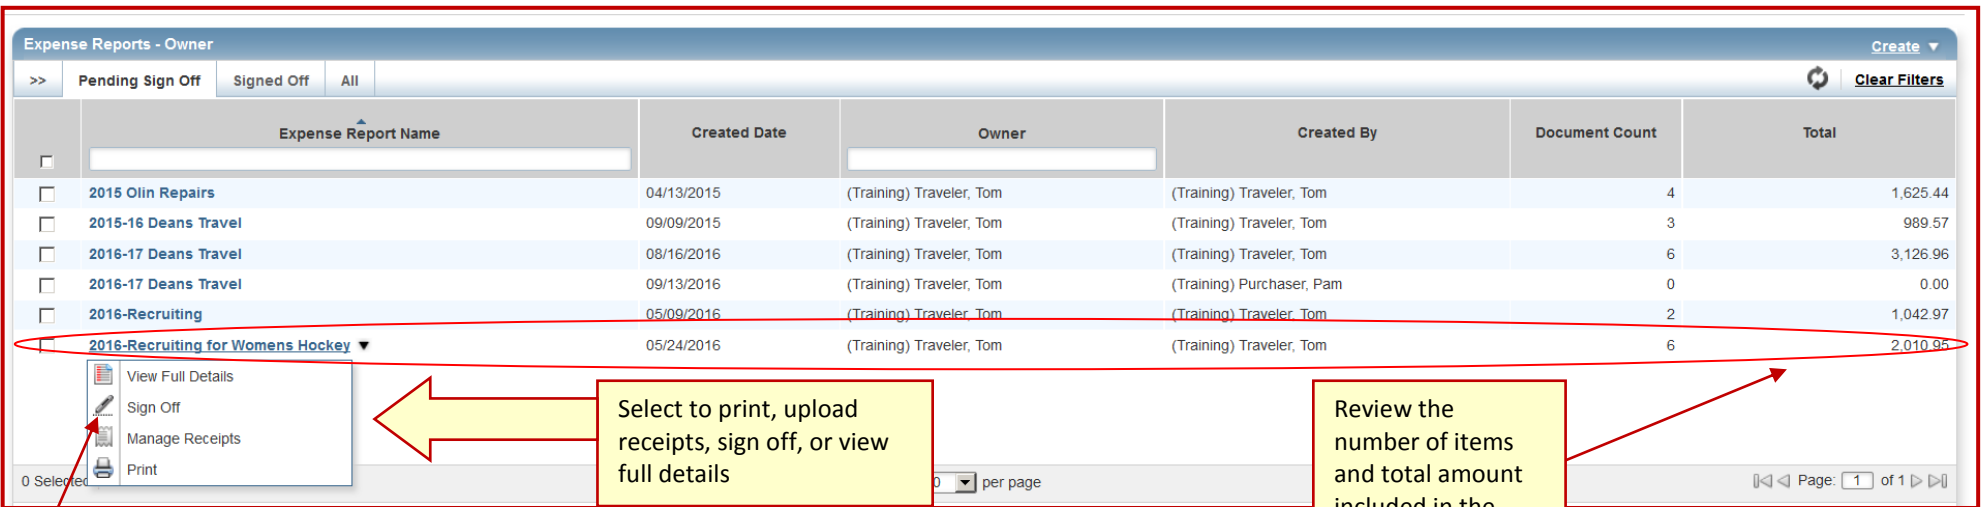 Expense Reports - Owner
Create
>> Pending Sign Off Signed Off All Clear Filters
Expense Report Name Created Date Owner Created By Document Count Total
2015 Olin Repairs 04/13/2015 (Training) Traveler, Tom (Training) Traveler, Tom 4 1,625.44
2015-16 Deans Travel 09/09/2015 (Training) Traveler, Tom (Training) Traveler, Tom 3 989.57
2016-17 Deans Travel 08/16/2016 (Training) Traveler, Tom (Training) Traveler, Tom 6 3,126.96
2016-17 Deans Travel 09/13/2016 (Training) Traveler, Tom (Training) Purchaser, Pam 0 0.00
2016-Recruiting 05/09/2016 (Training) Traveler, Tom (Training) Traveler, Tom 2 1,042.97
2016-Recruiting for Womens Hockey 05/24/2016 (Training) Traveler, Tom (Training) Traveler, Tom 6 2,010.95
View Full Details
Sign Off
Manage Receipts
Print
Select to print, upload
receipts, sign off, or view
full details
Review the
number of items
and total amount
included in the
0 Selected per page Page: 1 of 1